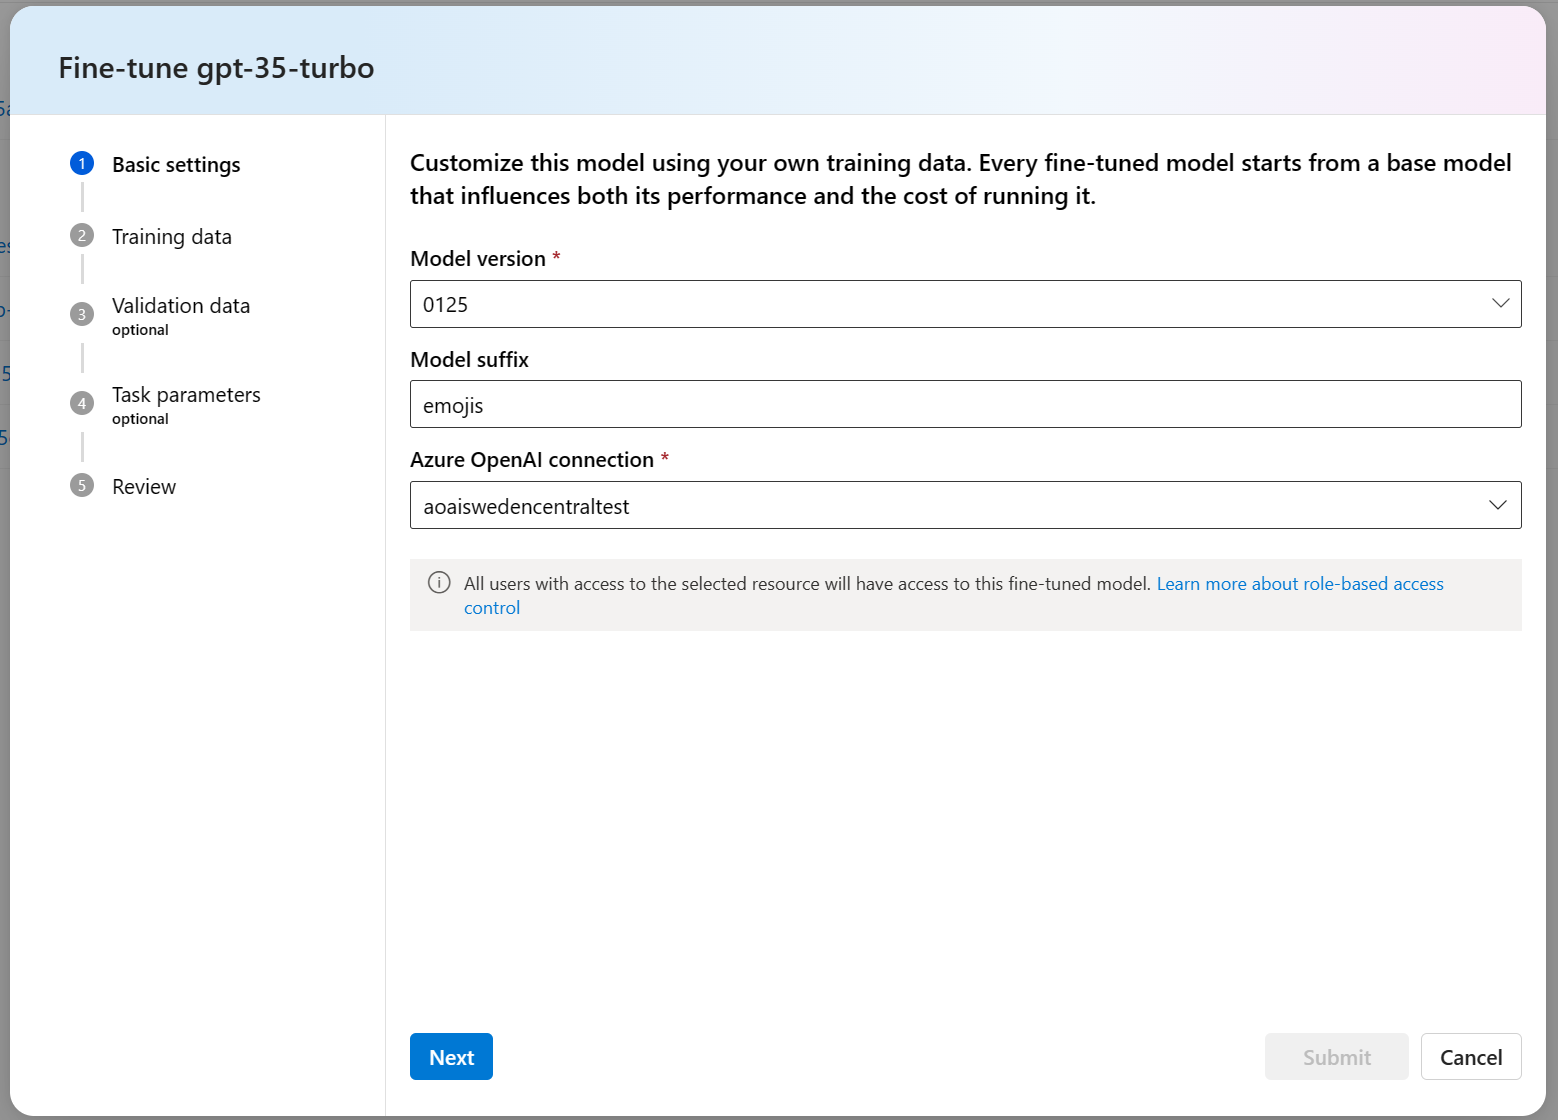 Fine-tune gpt-35-turbo
1 Basic settings
2 Training data
3 Validation data
optional
4 Task parameters
optional
5 Review
Customize this model using your own training data. Every fine-tuned model starts from a base model
that influences both its performance and the cost of running it.
Model version *
0125
Model suffix
emojis
Azure OpenAI connection *
aoaiswedencentraltest
All users with access to the selected resource will have access to this fine-tuned model. Learn more about role-based access
control
Next
Submit
Cancel